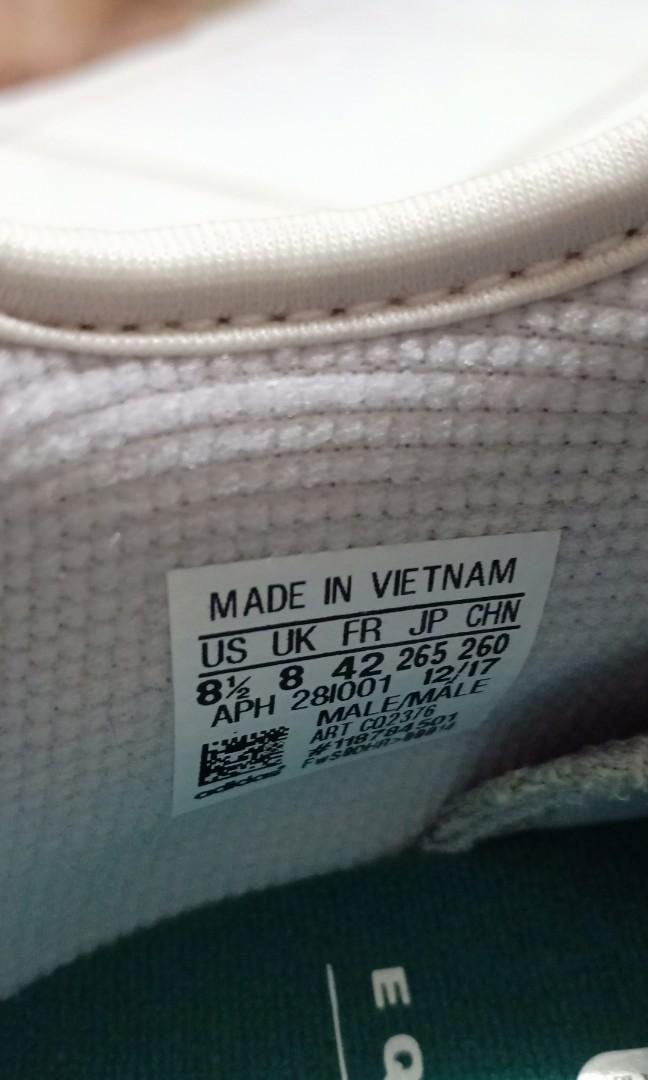 MADE IN VIETNAM
US UK FR JP CHN
8½ 8 42 265 260
APH 28I001 12/17
MALE/MALE
ART CQ2376
#118784501
adidas
E Q